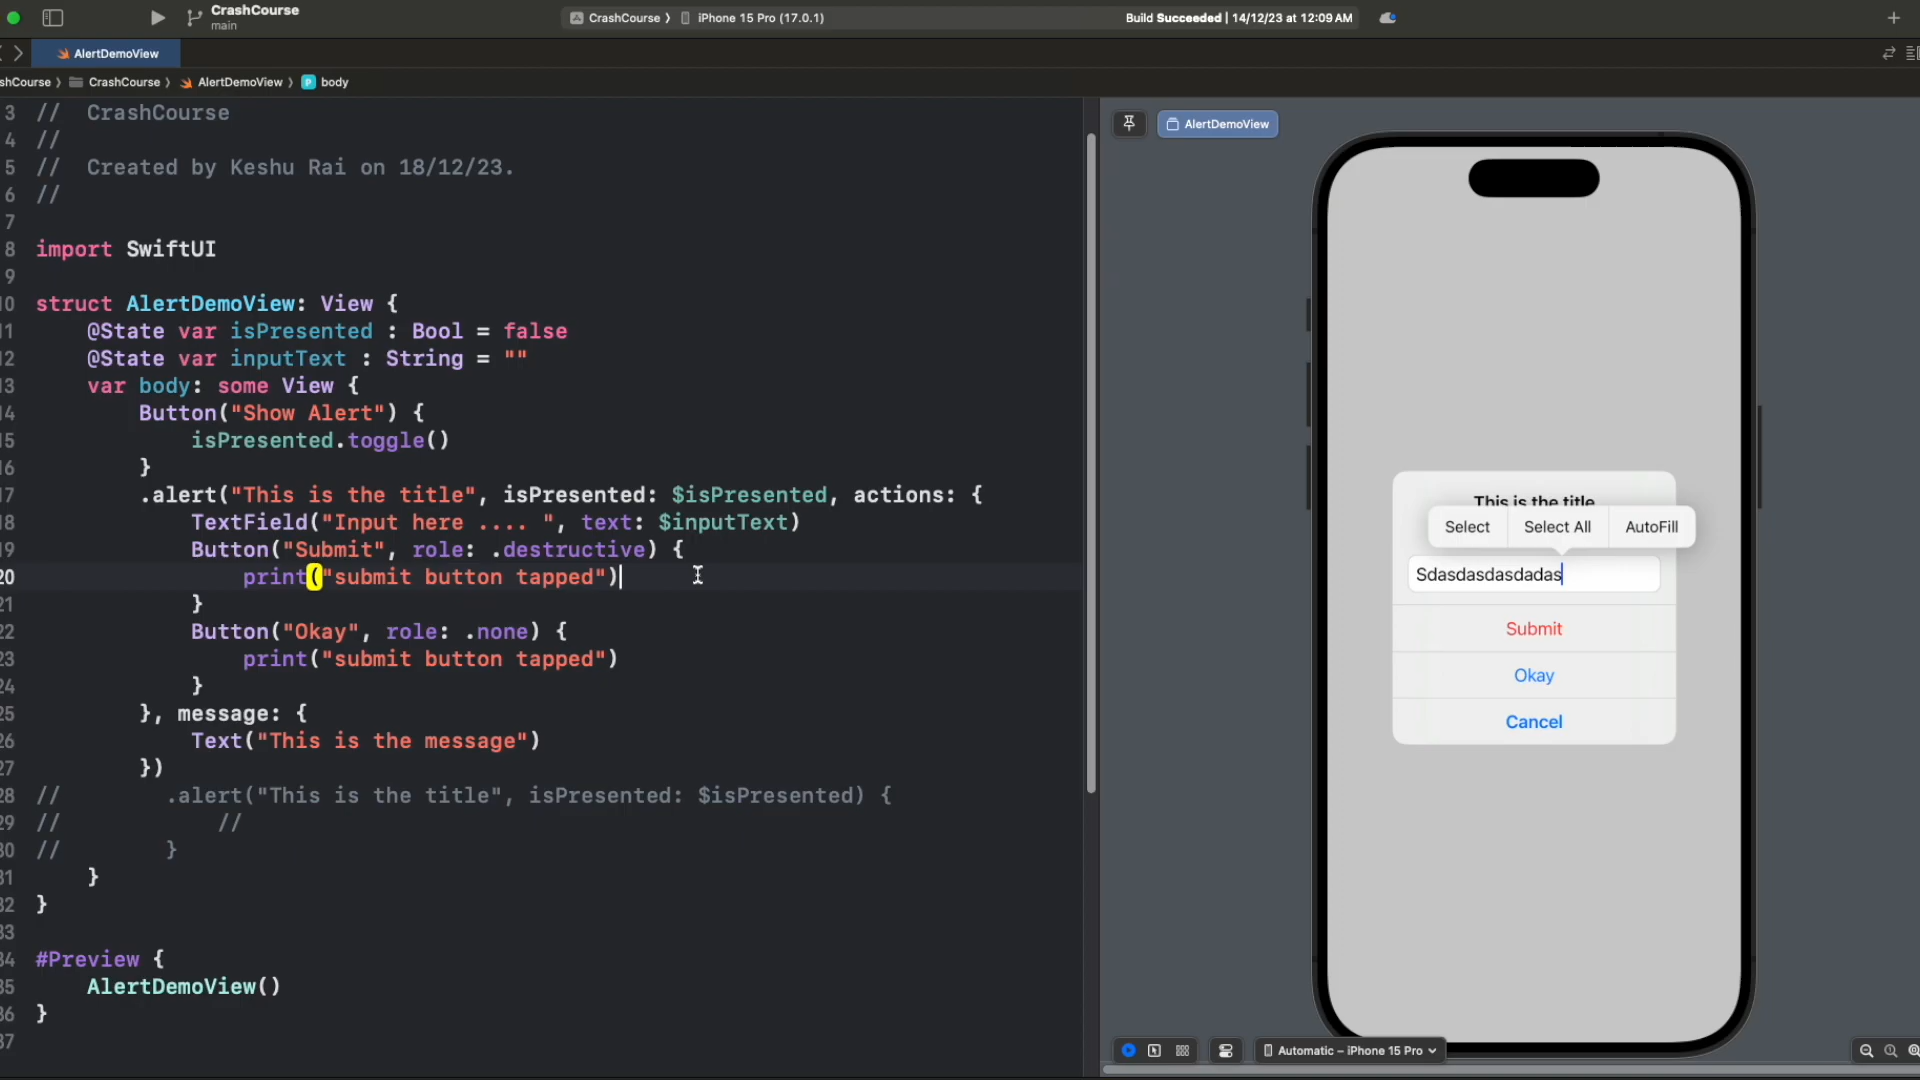 CrashCourse
main
CrashCourse 〉 iPhone 15 Pro (17.0.1)
Build Succeeded | 14/12/23 at 12:09 AM
AlertDemoView
shCourse 〉 CrashCourse 〉 AlertDemoView 〉 P body
3 //  CrashCourse
4 //
5 //  Created by Keshu Rai on 18/12/23.
6 //
7
8 import SwiftUI
9
10 struct AlertDemoView: View {
11     @State var isPresented : Bool = false
12     @State var inputText : String = ""
13     var body: some View {
14         Button("Show Alert") {
15             isPresented.toggle()
16         }
17         .alert("This is the title", isPresented: $isPresented, actions: {
18             TextField("Input here .... ", text: $inputText)
19             Button("Submit", role: .destructive) {
20                 print("submit button tapped")
21             }
22             Button("Okay", role: .none) {
23                 print("submit button tapped")
24             }
25         }, message: {
26             Text("This is the message")
27         })
28 //        .alert("This is the title", isPresented: $isPresented) {
29 //            //
30 //        }
31     }
32 }
33
34 #Preview {
35     AlertDemoView()
36 }
37
AlertDemoView
This is the title
Select Select All AutoFill
Sdasdasdasdadas
Submit
Okay
Cancel
Automatic – iPhone 15 Pro